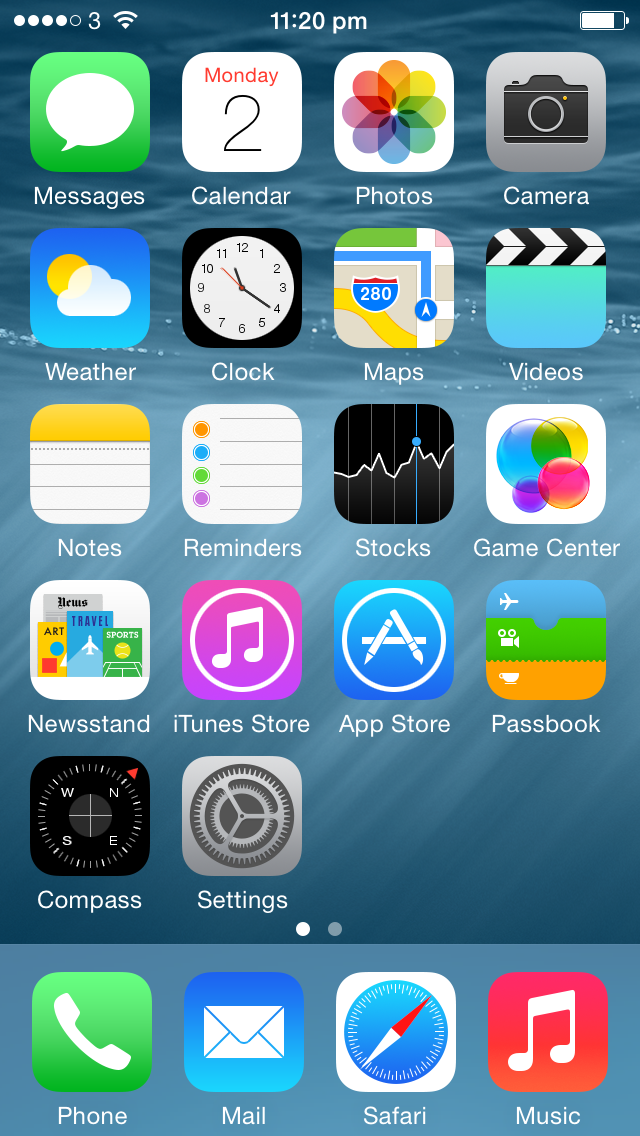 3 11:20 pm
Monday
2
Messages Calendar Photos Camera
12
11 1
10 2
9 3
8 4
7 5
6
280
Weather Clock Maps Videos
Notes Reminders Stocks Game Center
News
TRAVEL
ART
SPORTS
Newsstand iTunes Store App Store Passbook
W N
S E
Compass Settings
Phone Mail Safari Music